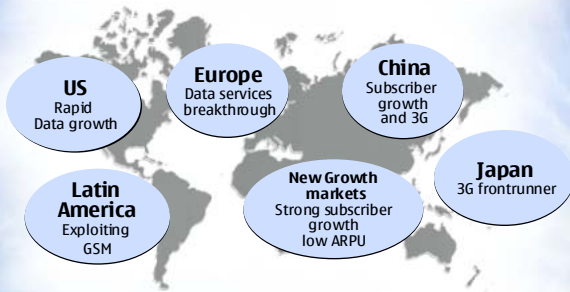 US
Rapid
Data growth
Europe
Data services
breakthrough
China
Subscriber
growth
and 3G
Latin
America
Exploiting
GSM
New Growth
markets
Strong subscriber
growth
low ARPU
Japan
3G frontrunner